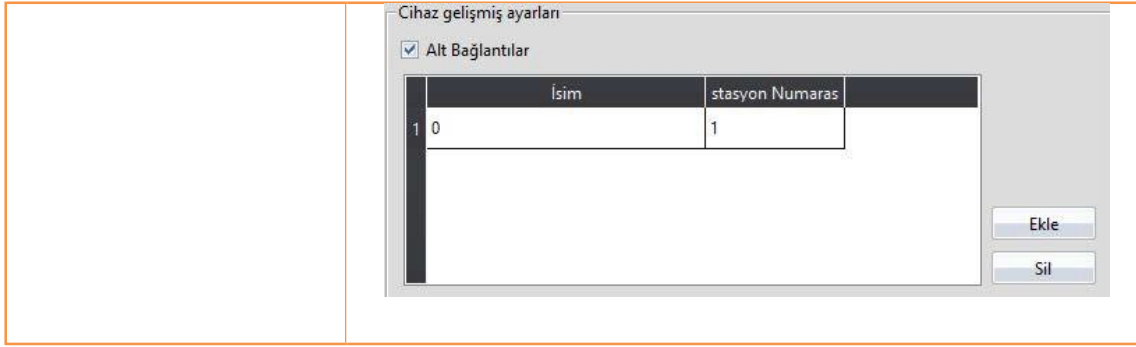 Cihaz gelişmiş ayarları
Alt Bağlantılar
İsim stasyon Numaras
1 0 1
Ekle
Sil